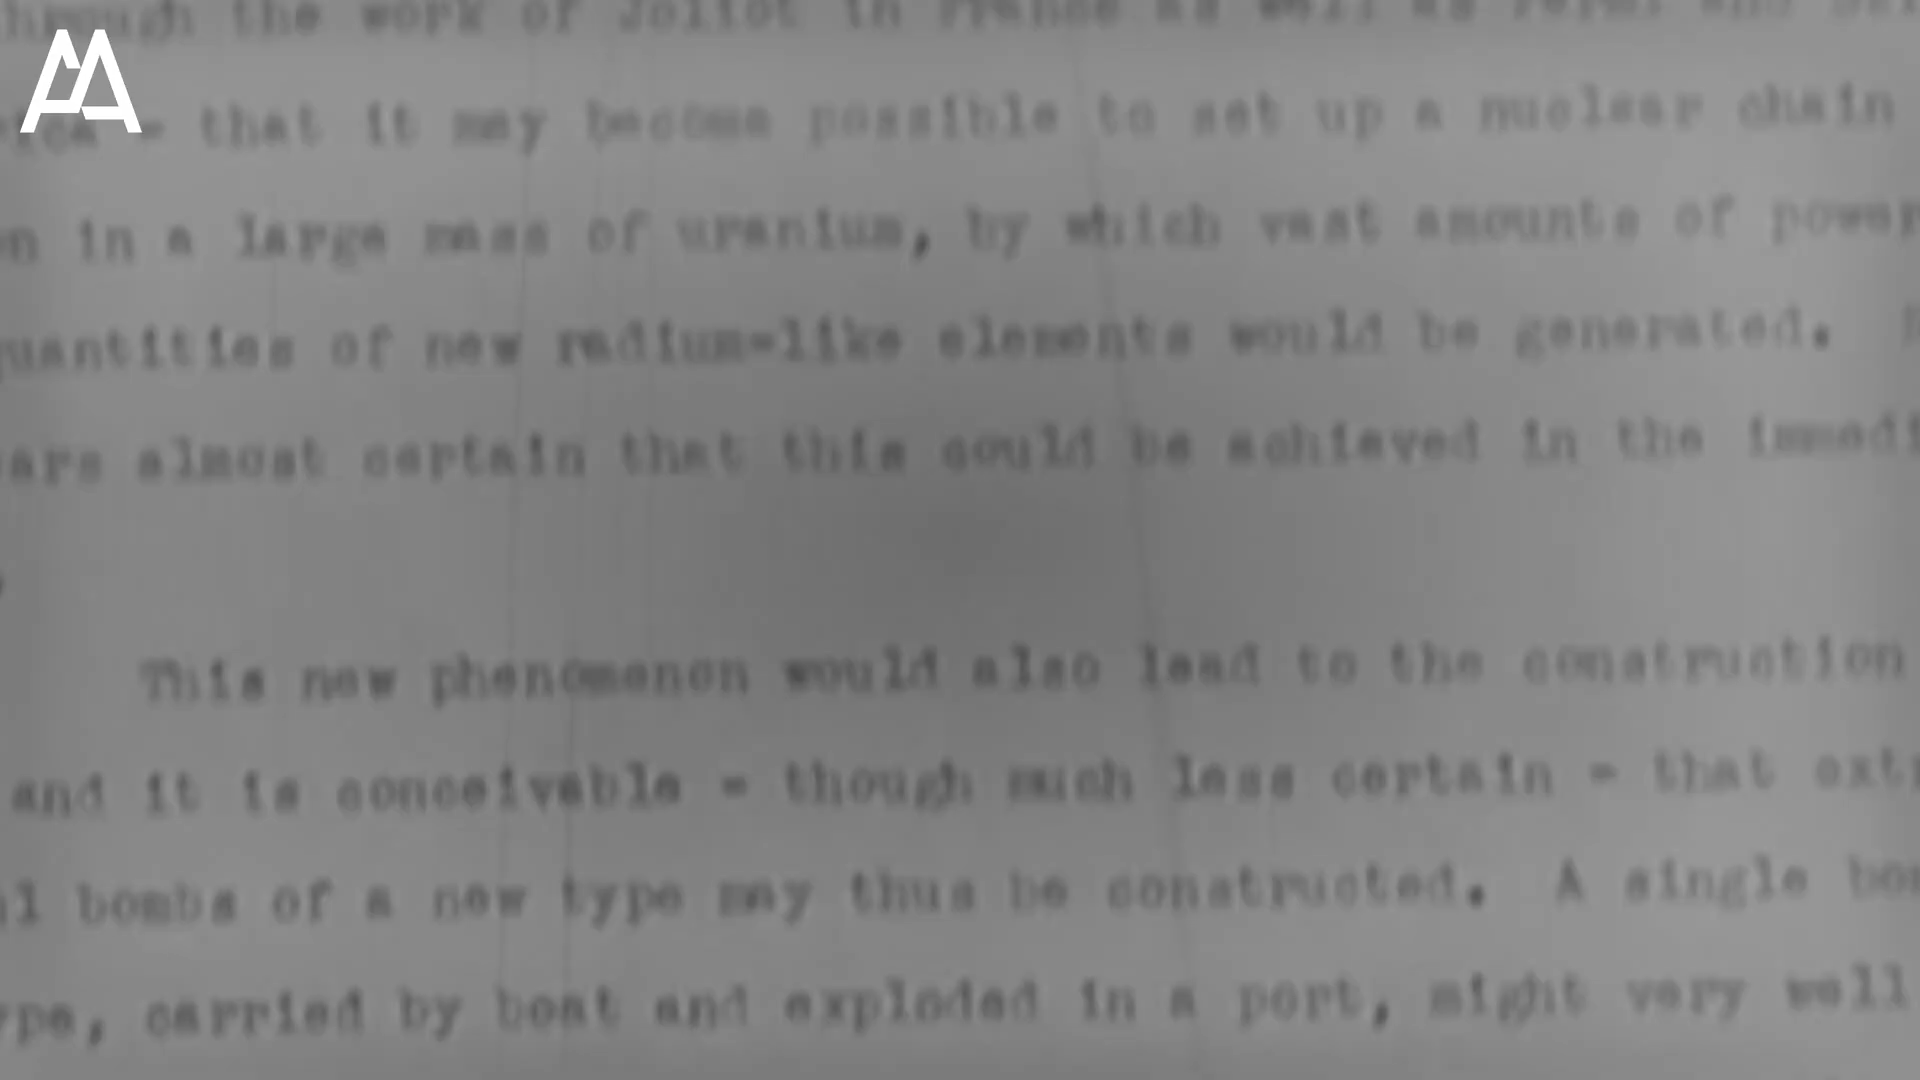 through the work of Joliot in France as well as Fermi and
- that it may become possible to set up a nuclear chain
in a large mass of uranium, by which vast amounts of power
quantities of new radium-like elements would be generated.
almost certain that this could be achieved in the immedi
This new phenomenon would also lead to the construction
and it is conceivable - though much less certain - that extr
bombs of a new type may thus be constructed. A single
ype, carried by boat and exploded in a port, might very well